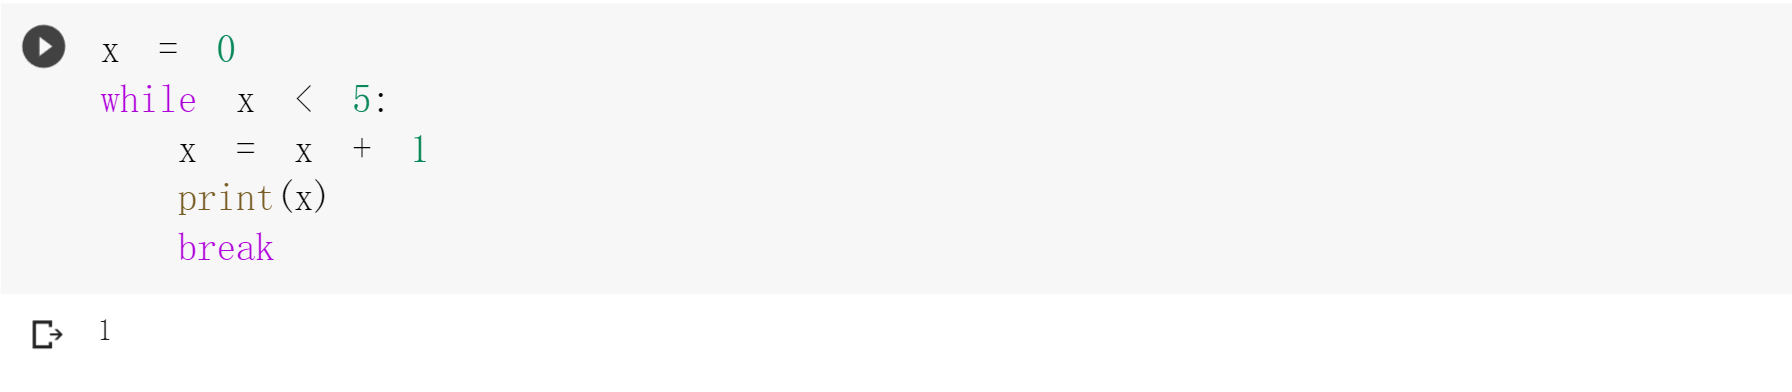 x = 0
while x < 5:
    x = x + 1
    print(x)
    break
1